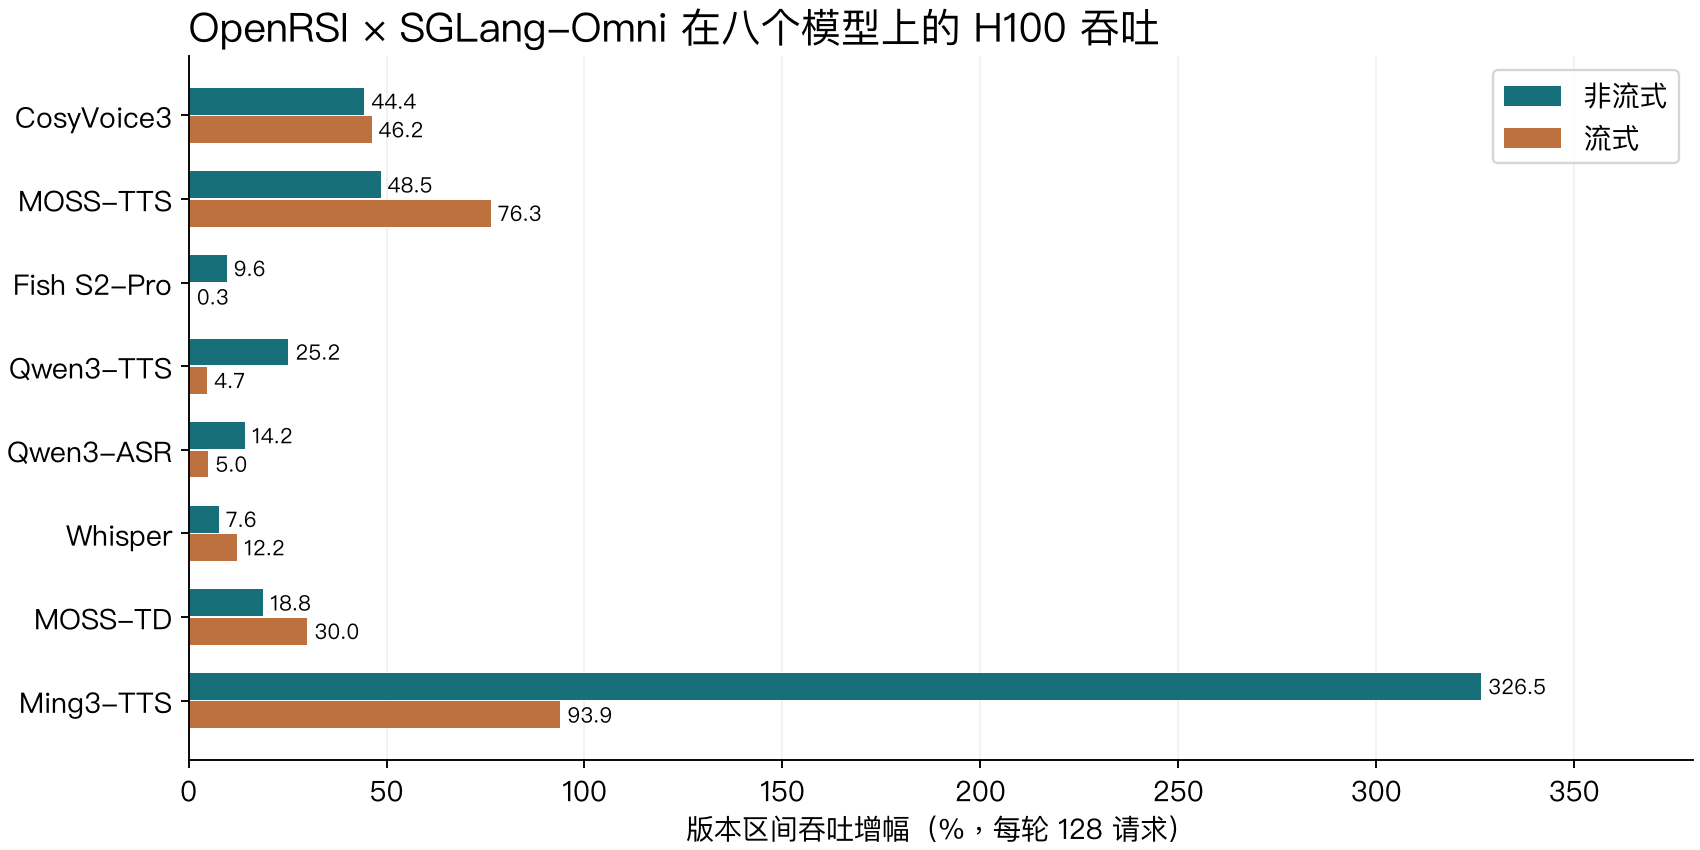 OpenRSI × SGLang–Omni 在八个模型上的 H100 吞吐
非流式
流式
CosyVoice3
44.4
46.2
MOSS–TTS
48.5
76.3
Fish S2–Pro
9.6
0.3
Qwen3–TTS
25.2
4.7
Qwen3–ASR
14.2
5.0
Whisper
7.6
12.2
MOSS–TD
18.8
30.0
Ming3–TTS
326.5
93.9
0 50 100 150 200 250 300 350
版本区间吞吐增幅（%，每轮 128 请求）